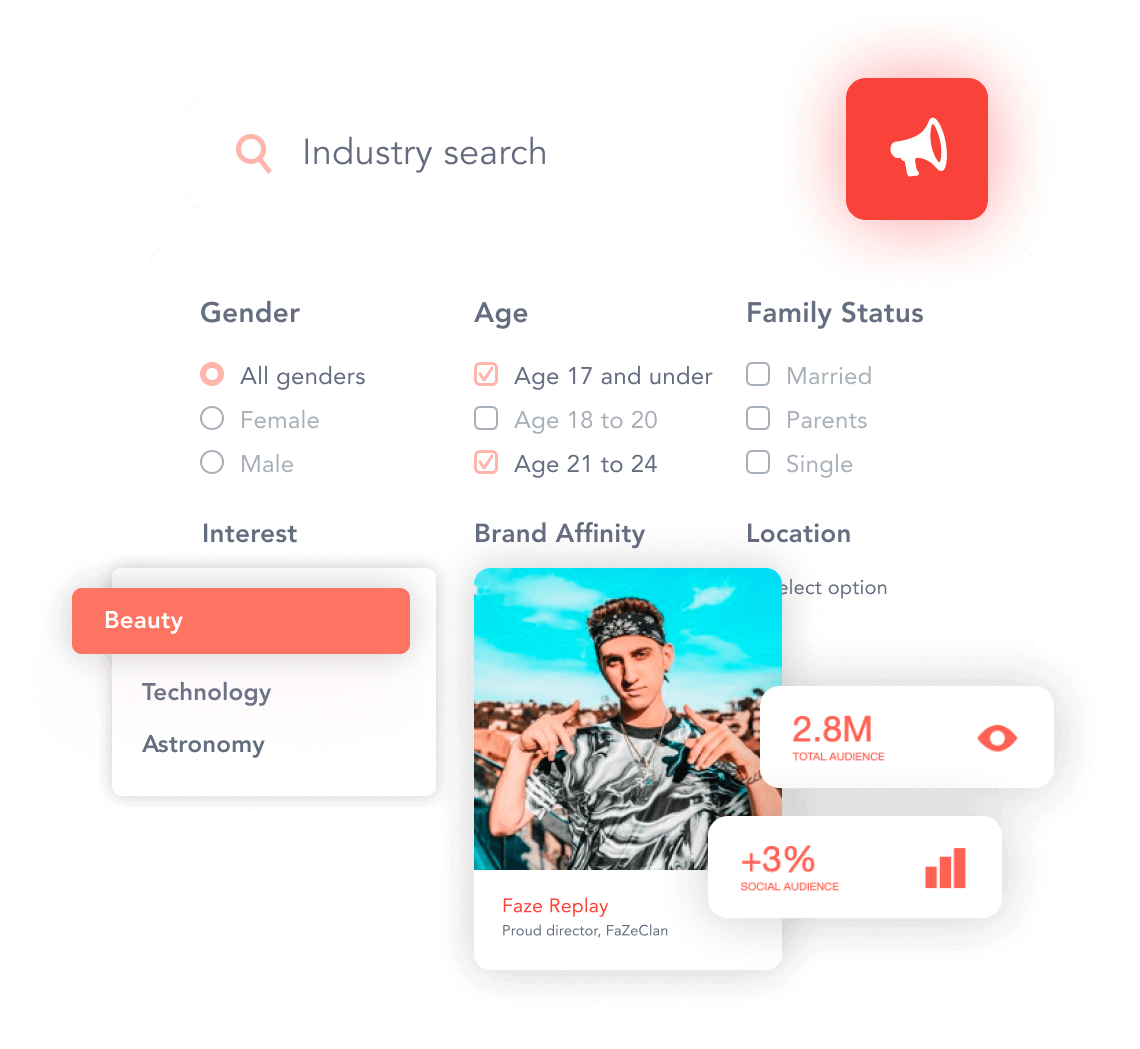 Industry search
Gender
All genders
Female
Male
Age
Age 17 and under
Age 18 to 20
Age 21 to 24
Family Status
Married
Parents
Single
Interest
Beauty
Technology
Astronomy
Brand Affinity
Faze Replay
Proud director, FaZeClan
Location
elect option
2.8M
TOTAL AUDIENCE
+3%
SOCIAL AUDIENCE